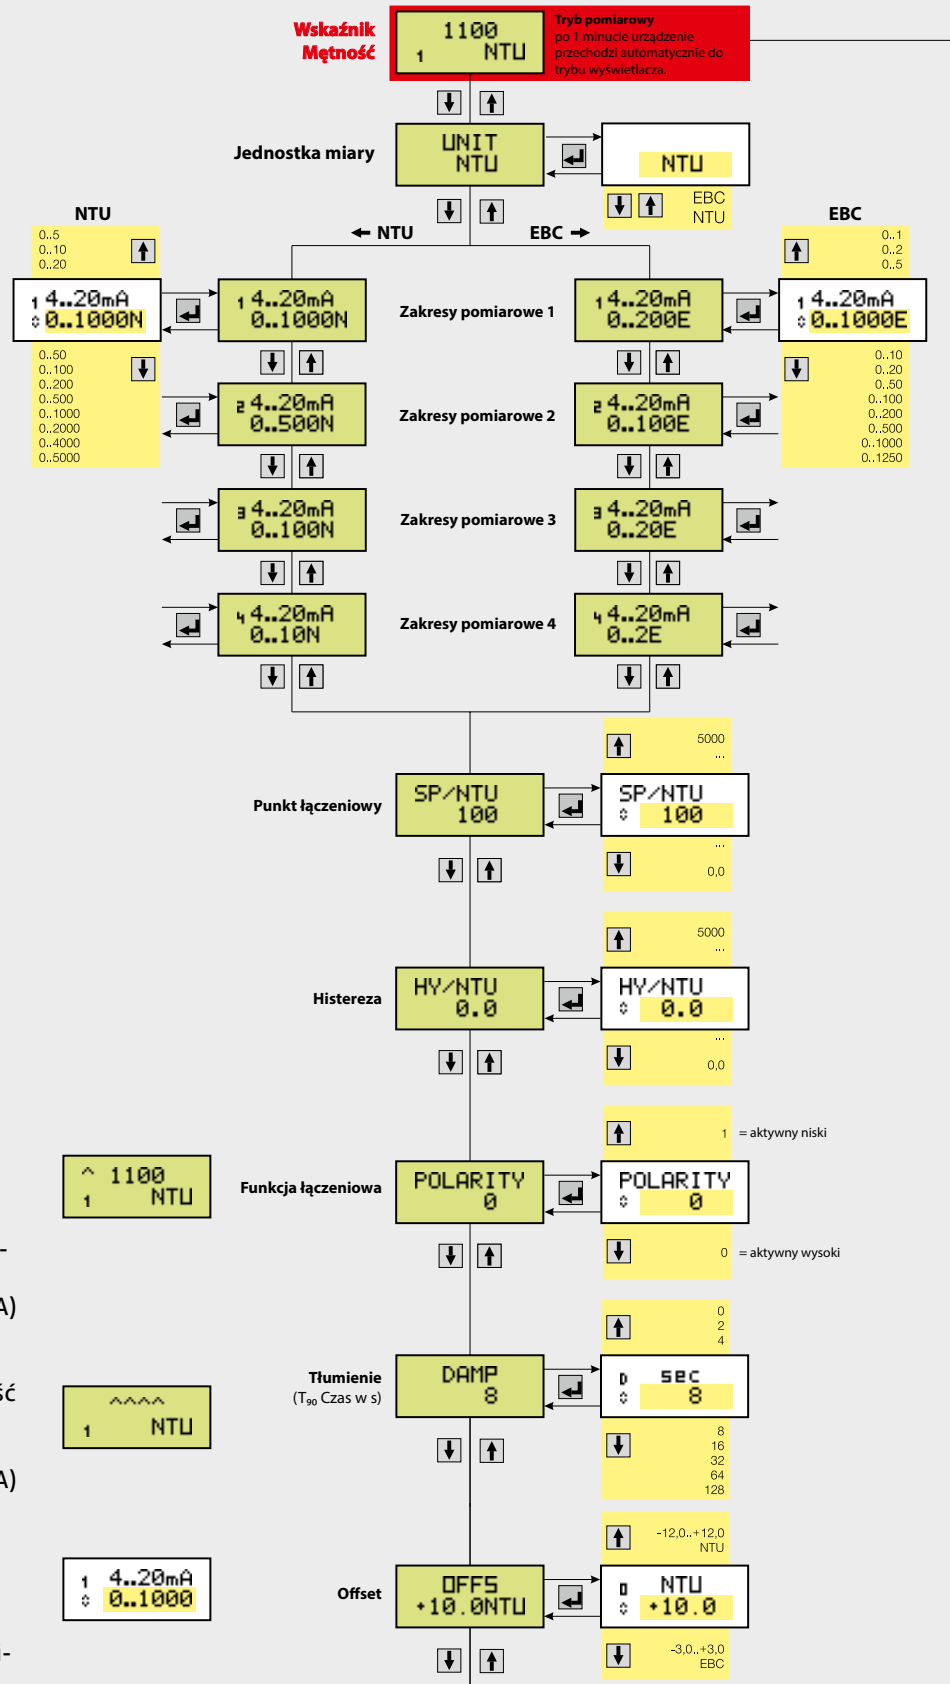 Wskaźnik
Mętność
1100
1 NTU
Tryb pomiarowy
po 1 minucie urządzenie
przechodzi automatycznie do
trybu wyświetlacza.
Jednostka miary
UNIT
NTU
NTU
EBC
NTU
NTU
EBC
NTU
EBC
0..5
0..10
0..20
1 4..20mA
0..1000N
0..50
0..100
0..200
0..500
0..1000
0..2000
0..4000
0..5000
1 4..20mA
0..1000N
Zakresy pomiarowe 1
1 4..20mA
0..200E
0..1
0..2
0..5
1 4..20mA
0..1000E
0..10
0..20
0..50
0..100
0..200
0..500
0..1000
0..1250
2 4..20mA
0..500N
Zakresy pomiarowe 2
2 4..20mA
0..100E
3 4..20mA
0..100N
Zakresy pomiarowe 3
3 4..20mA
0..20E
4 4..20mA
0..10N
Zakresy pomiarowe 4
4 4..20mA
0..2E
Punkt łączeniowy
SP/NTU
100
5000
...
SP/NTU
100
...
0,0
Histereza
HY/NTU
0.0
5000
...
HY/NTU
0.0
...
0,0
^ 1100
1 NTU
Funkcja łączeniowa
POLARITY
0
1 = aktywny niski
POLARITY
0
0 = aktywny wysoki
-
A)
ść
^^^^
1 NTU
A)
Tłumienie
(T₉₀ Czas w s)
DAMP
8
0
2
4
D sec
8
8
16
32
64
128
1 4..20mA
0..1000
i-
Offset
OFFS
+10.0NTU
-12,0..+12,0
NTU
O NTU
+10.0
-3,0..+3,0
EBC